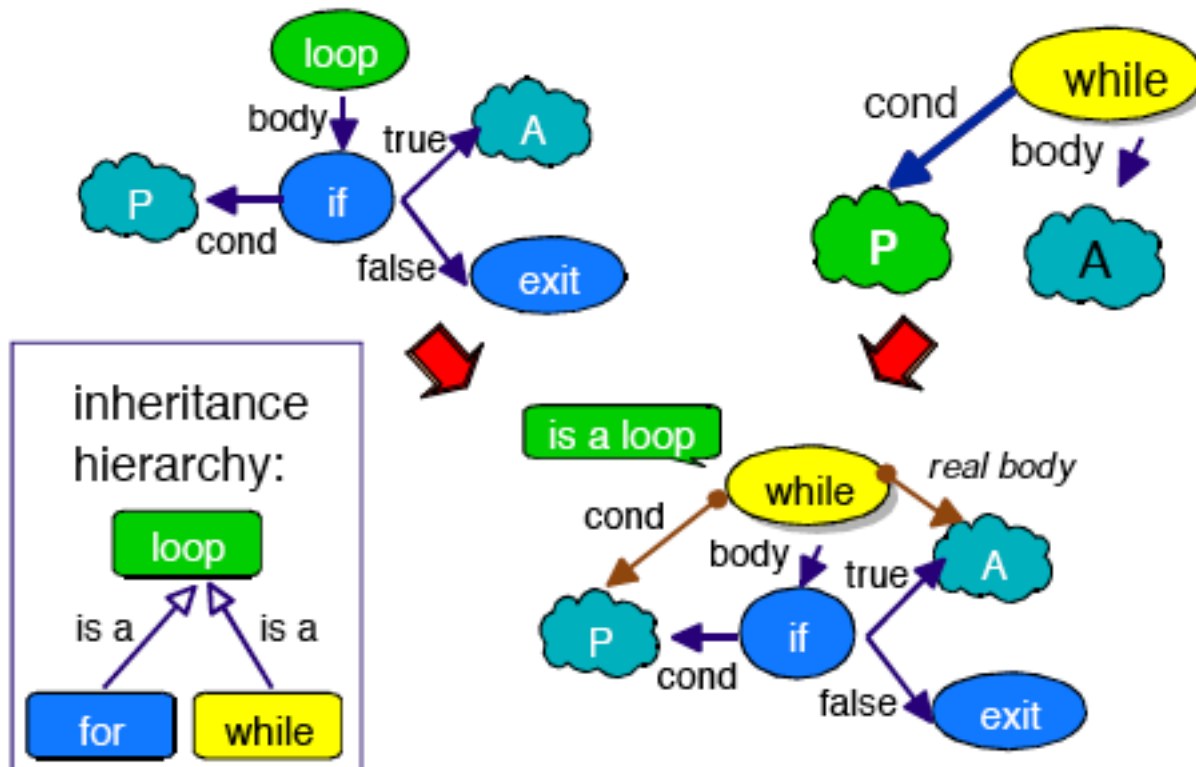 loop
body
true
A
P
if
cond
false
exit
while
cond
body
P
A
inheritance
hierarchy:
loop
is a
is a
for
while
is a loop
while
real body
cond
body
true
A
P
if
cond
false
exit